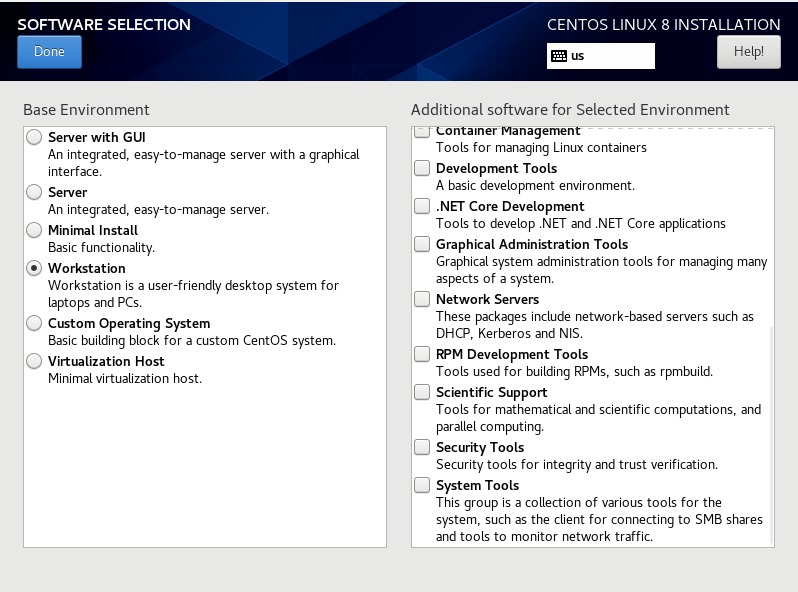 SOFTWARE SELECTION
CENTOS LINUX 8 INSTALLATION
Done
us
Help!
Base Environment
Server with GUI
An integrated, easy-to-manage server with a graphical
interface.
Server
An integrated, easy-to-manage server.
Minimal Install
Basic functionality.
Workstation
Workstation is a user-friendly desktop system for
laptops and PCs.
Custom Operating System
Basic building block for a custom CentOS system.
Virtualization Host
Minimal virtualization host.
Additional software for Selected Environment
Container Management
Tools for managing Linux containers
Development Tools
A basic development environment.
.NET Core Development
Tools to develop .NET and .NET Core applications
Graphical Administration Tools
Graphical system administration tools for managing many
aspects of a system.
Network Servers
These packages include network-based servers such as
DHCP, Kerberos and NIS.
RPM Development Tools
Tools used for building RPMs, such as rpmbuild.
Scientific Support
Tools for mathematical and scientific computations, and
parallel computing.
Security Tools
Security tools for integrity and trust verification.
System Tools
This group is a collection of various tools for the
system, such as the client for connecting to SMB shares
and tools to monitor network traffic.